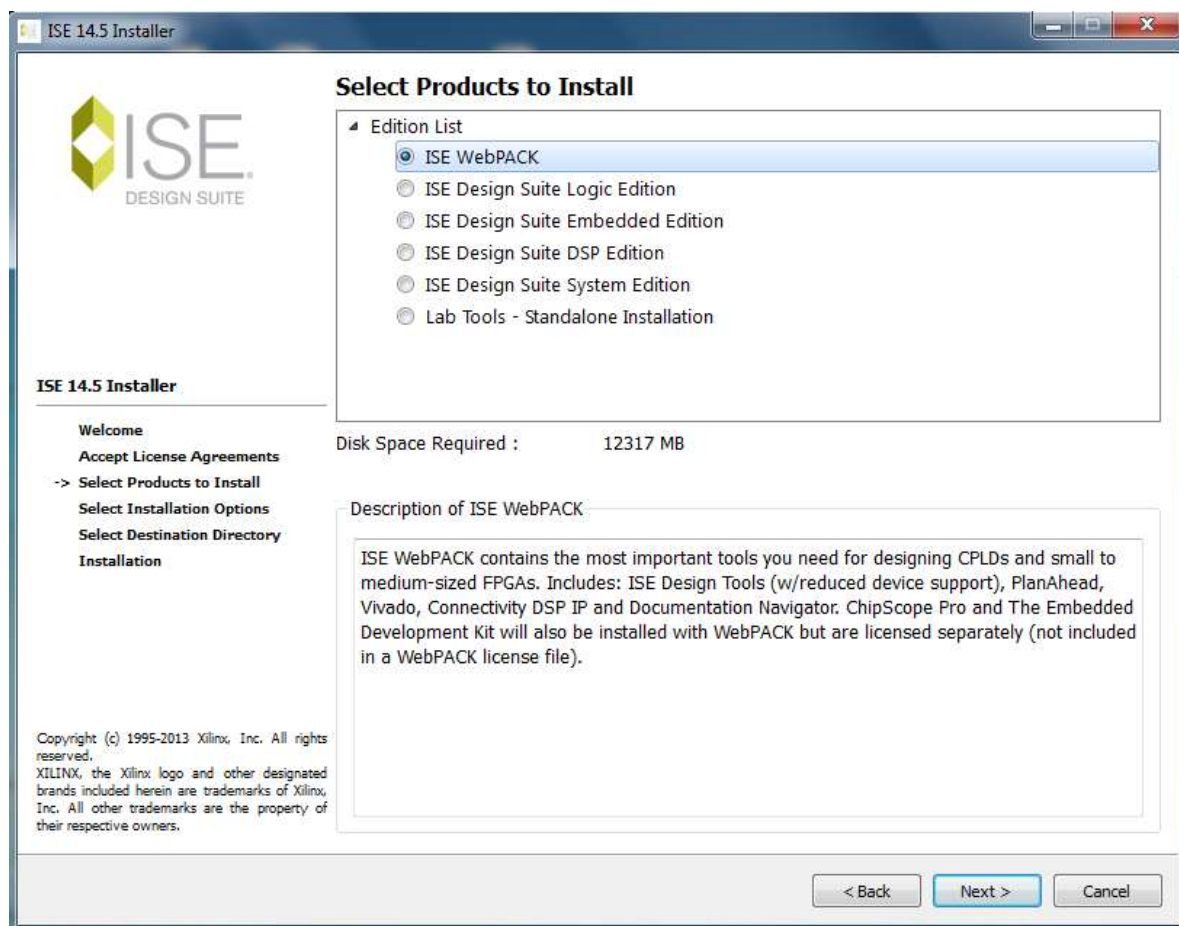 ISE 14.5 Installer
ISE
DESIGN SUITE
ISE 14.5 Installer
Welcome
Accept License Agreements
-> Select Products to Install
Select Installation Options
Select Destination Directory
Installation
Copyright (c) 1995-2013 Xilinx, Inc. All rights
reserved.
XILINX, the Xilinx logo and other designated
brands included herein are trademarks of Xilinx,
Inc. All other trademarks are the property of
their respective owners.
Select Products to Install
Edition List
ISE WebPACK
ISE Design Suite Logic Edition
ISE Design Suite Embedded Edition
ISE Design Suite DSP Edition
ISE Design Suite System Edition
Lab Tools - Standalone Installation
Disk Space Required : 12317 MB
Description of ISE WebPACK
ISE WebPACK contains the most important tools you need for designing CPLDs and small to
medium-sized FPGAs. Includes: ISE Design Tools (w/reduced device support), PlanAhead,
Vivado, Connectivity DSP IP and Documentation Navigator. ChipScope Pro and The Embedded
Development Kit will also be installed with WebPACK but are licensed separately (not included
in a WebPACK license file).
< Back Next > Cancel